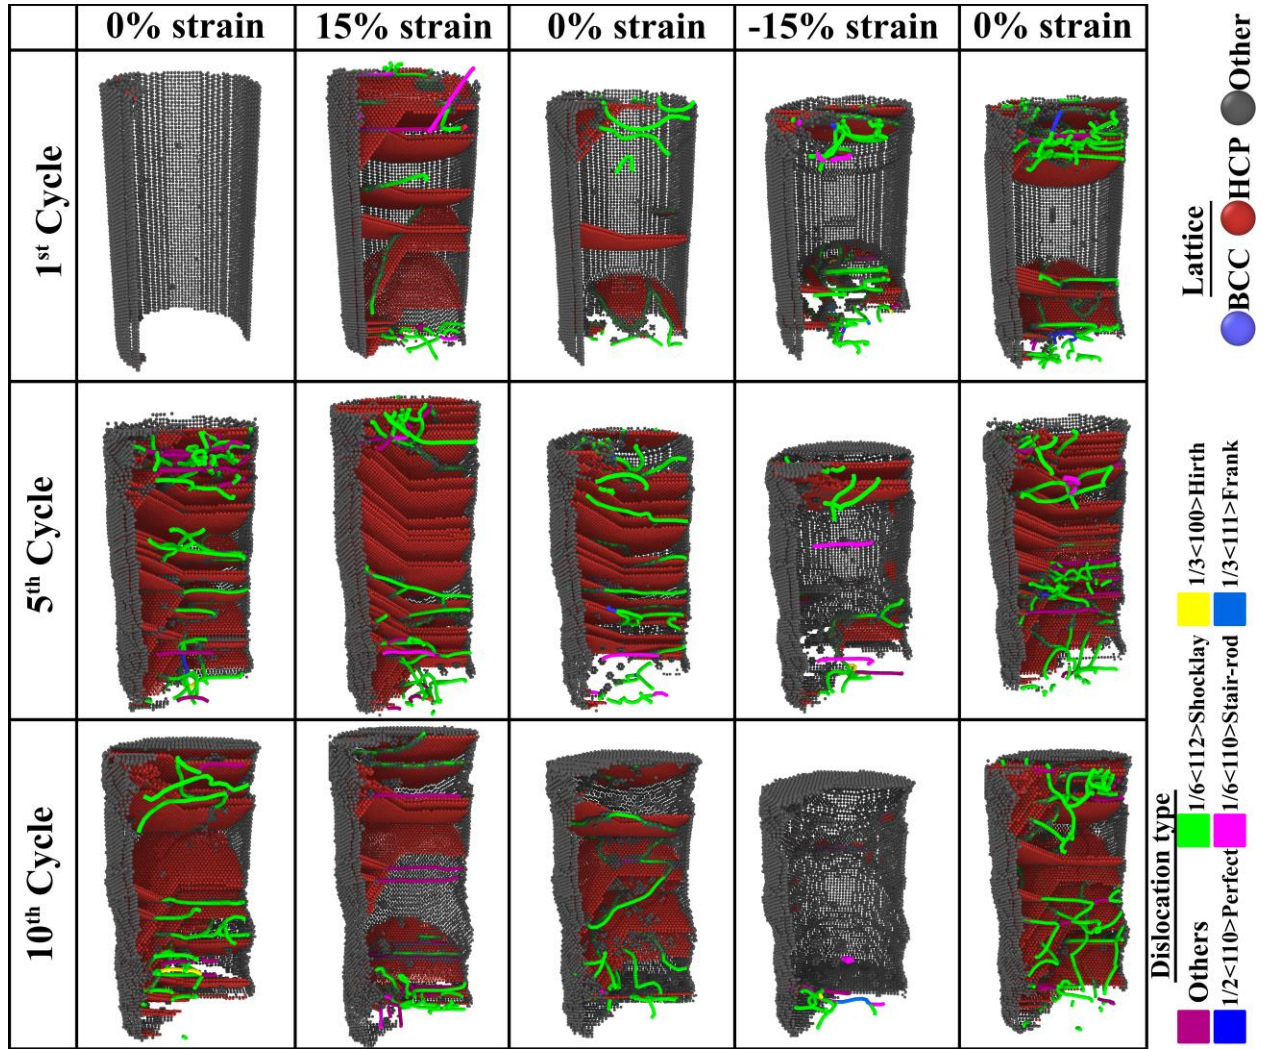 0% strain
15% strain
0% strain
-15% strain
0% strain
1st Cycle
5th Cycle
10th Cycle
Lattice
BCC HCP Other
Dislocation type
Others 1/6<112>Shocklay 1/3<100>Hirth
1/2<110>Perfect 1/6<110>Stair-rod 1/3<111>Frank